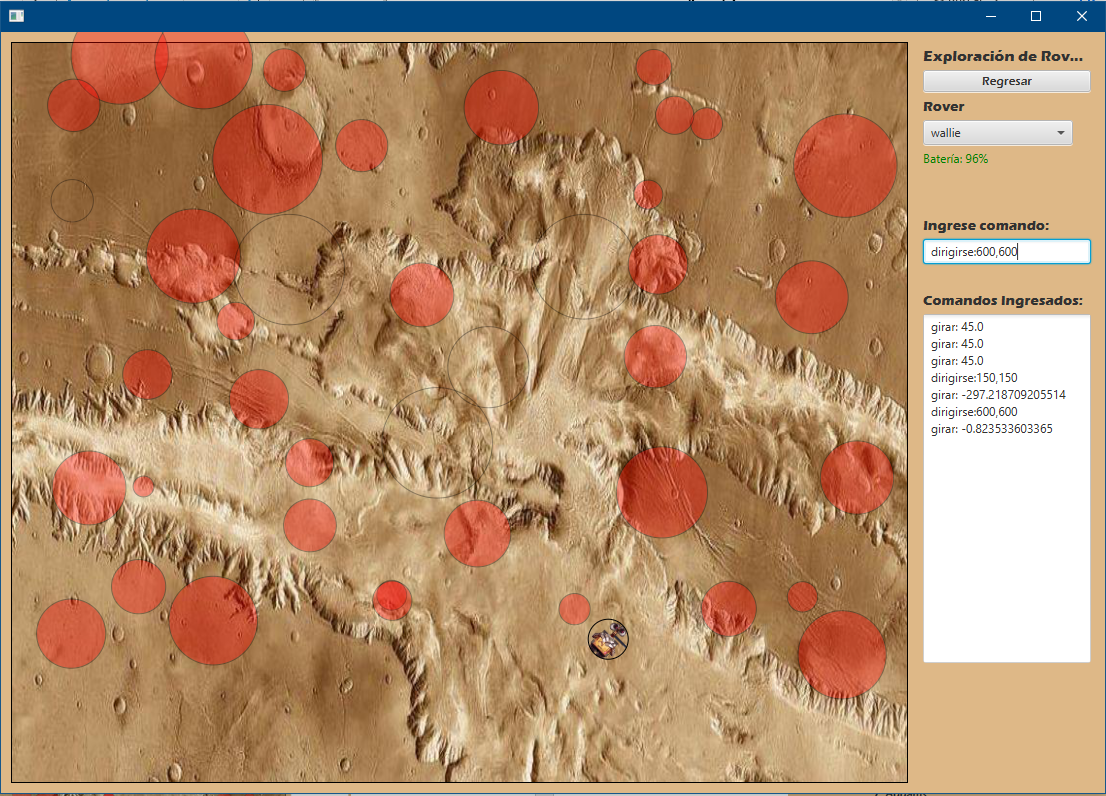 Exploración de Rov...
Regresar
Rover
wallie
Batería: 96%
Ingrese comando:
dirigirse:600,600
Comandos Ingresados:
girar: 45.0
girar: 45.0
girar: 45.0
dirigirse:150,150
girar: -297.218709205514
dirigirse:600,600
girar: -0.823533603365